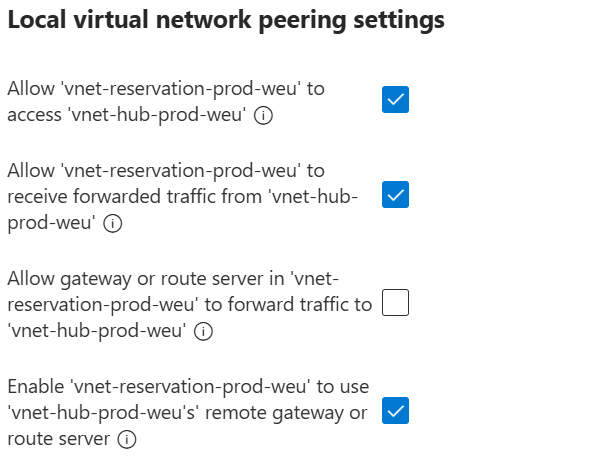 Local virtual network peering settings
Allow 'vnet-reservation-prod-weu' to
access 'vnet-hub-prod-weu'
Allow 'vnet-reservation-prod-weu' to
receive forwarded traffic from 'vnet-hub-
prod-weu'
Allow gateway or route server in 'vnet-
reservation-prod-weu' to forward traffic to
'vnet-hub-prod-weu'
Enable 'vnet-reservation-prod-weu' to use
'vnet-hub-prod-weu's' remote gateway or
route server